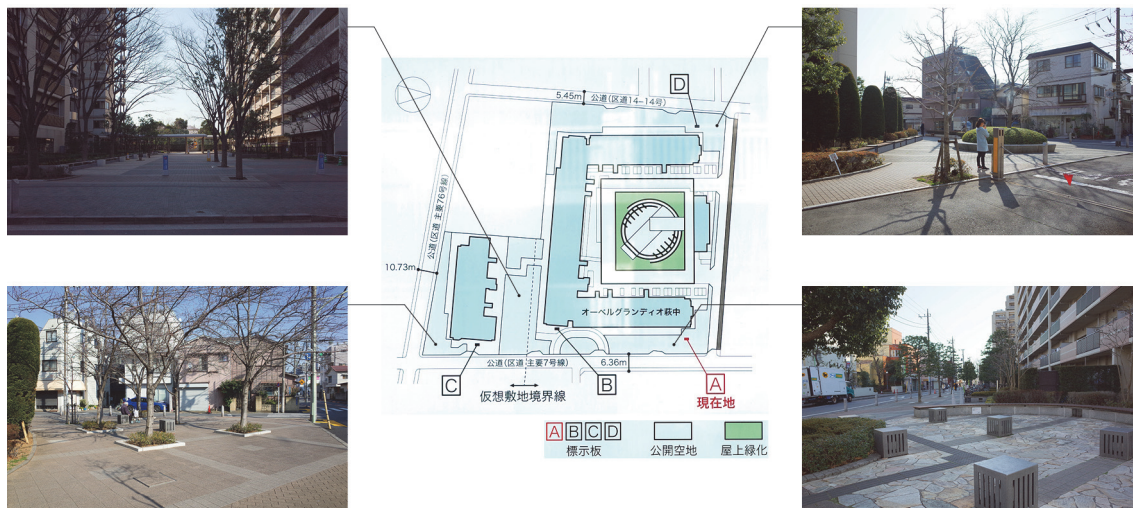 5.45m
公道(区道14-14号)
D
公道(区道 主要76号線)
10.73m
オーベルグランディオ萩中
公道(区道 主要7号線)
6.36m
C
仮想敷地境界線
B
A
現在地
A B C D
標示板
公開空地
屋上緑化